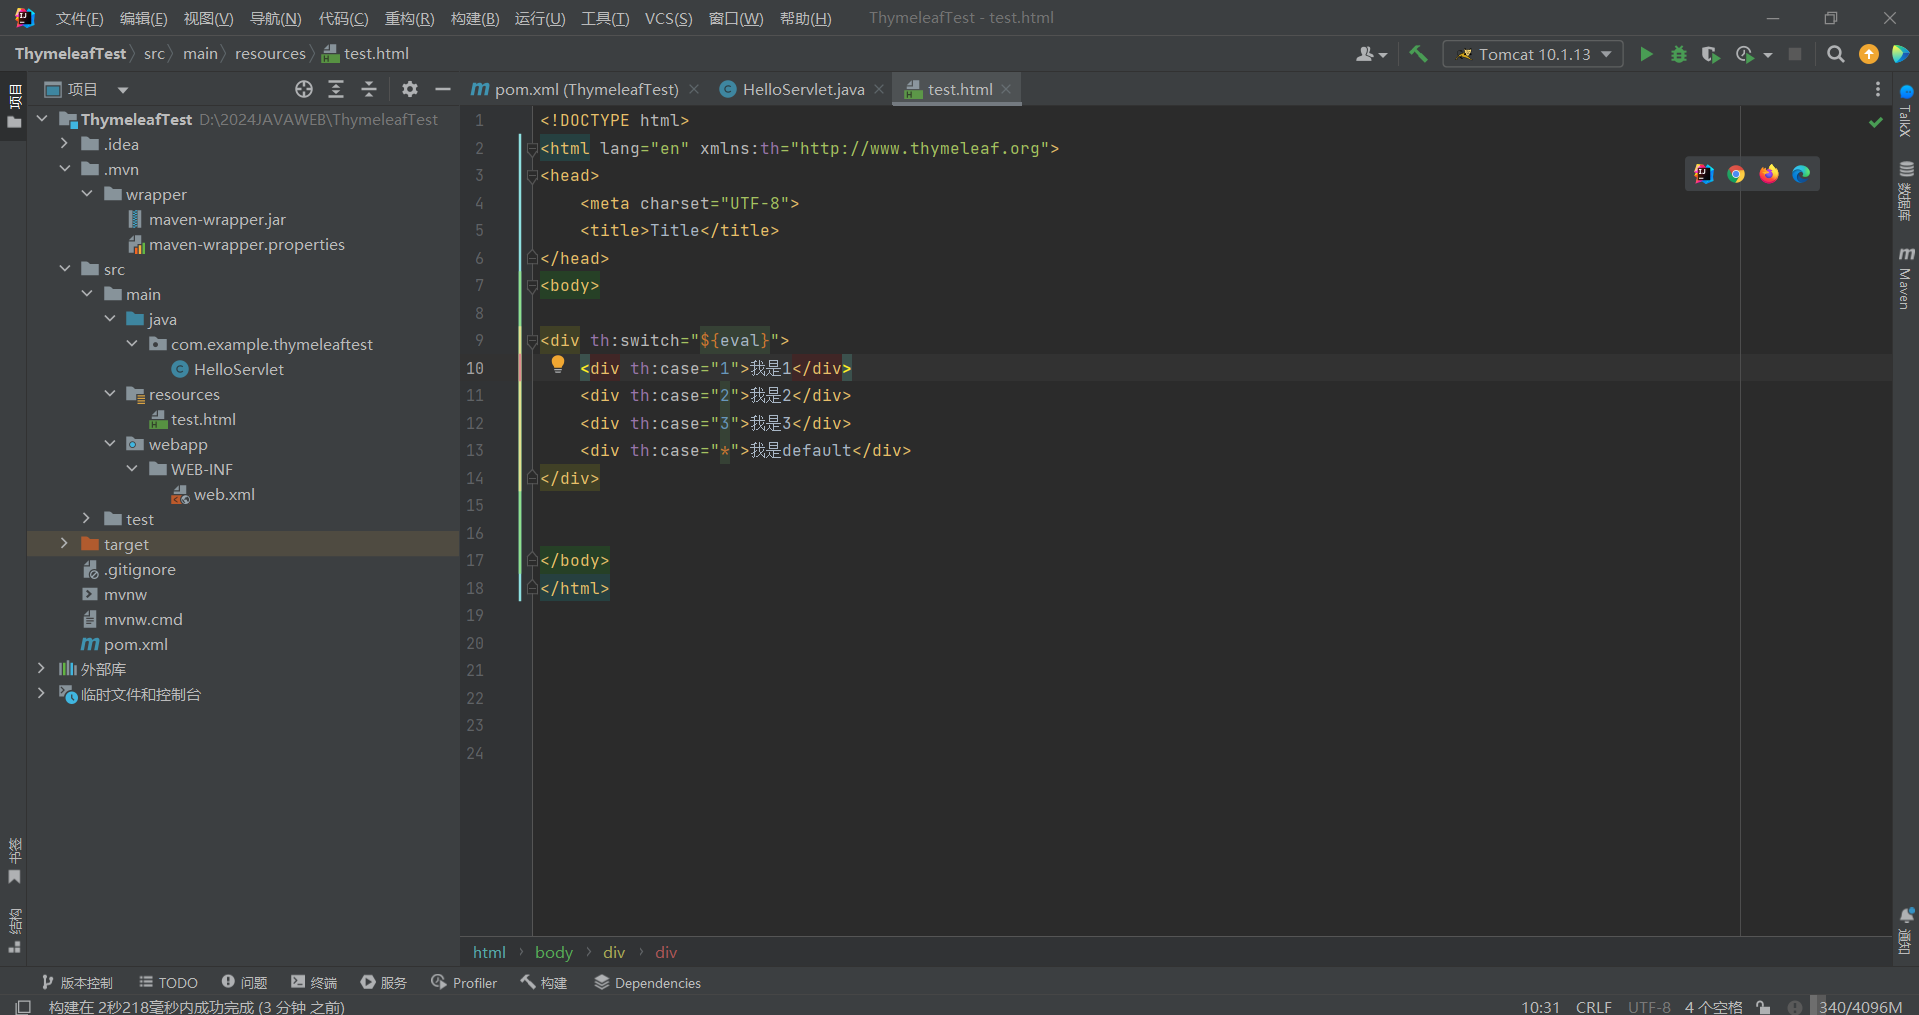 文件(F) 编辑(E) 视图(V) 导航(N) 代码(C) 重构(R) 构建(B) 运行(U) 工具(T) VCS(S) 窗口(W) 帮助(H) ThymeleafTest - test.html
ThymeleafTest src main resources test.html
Tomcat 10.1.13
项目
项目
pom.xml (ThymeleafTest)
HelloServlet.java
test.html
ThymeleafTest D:\2024JAVAWEB\ThymeleafTest
.idea
.mvn
wrapper
maven-wrapper.jar
maven-wrapper.properties
src
main
java
com.example.thymeleaftest
HelloServlet
resources
test.html
webapp
WEB-INF
web.xml
test
target
.gitignore
mvnw
mvnw.cmd
pom.xml
外部库
临时文件和控制台
书签
结构
1 <!DOCTYPE html>
2 <html lang="en" xmlns:th="http://www.thymeleaf.org">
3 <head>
4 <meta charset="UTF-8">
5 <title>Title</title>
6 </head>
7 <body>
8
9 <div th:switch="${eval}">
10 <div th:case="1">我是1</div>
11 <div th:case="2">我是2</div>
12 <div th:case="3">我是3</div>
13 <div th:case="*">我是default</div>
14 </div>
15
16
17 </body>
18 </html>
19
20
21
22
23
24
TalkX
数据库
Maven
通知
html body div div
版本控制 TODO 问题 终端 服务 Profiler 构建 Dependencies
构建在 2秒218毫秒内成功完成 (3 分钟 之前)
10:31 CRLF UTF-8 4 个空格 340/4096M